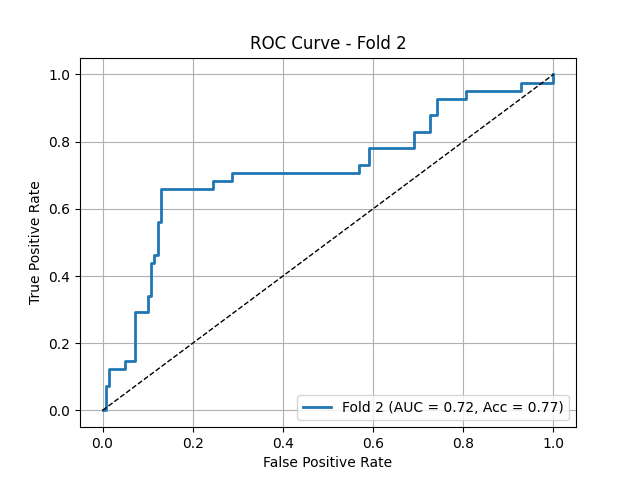 ROC Curve - Fold 2
True Positive Rate
1.0
0.8
0.6
0.4
0.2
0.0
Fold 2 (AUC = 0.72, Acc = 0.77)
0.0 0.2 0.4 0.6 0.8 1.0
False Positive Rate